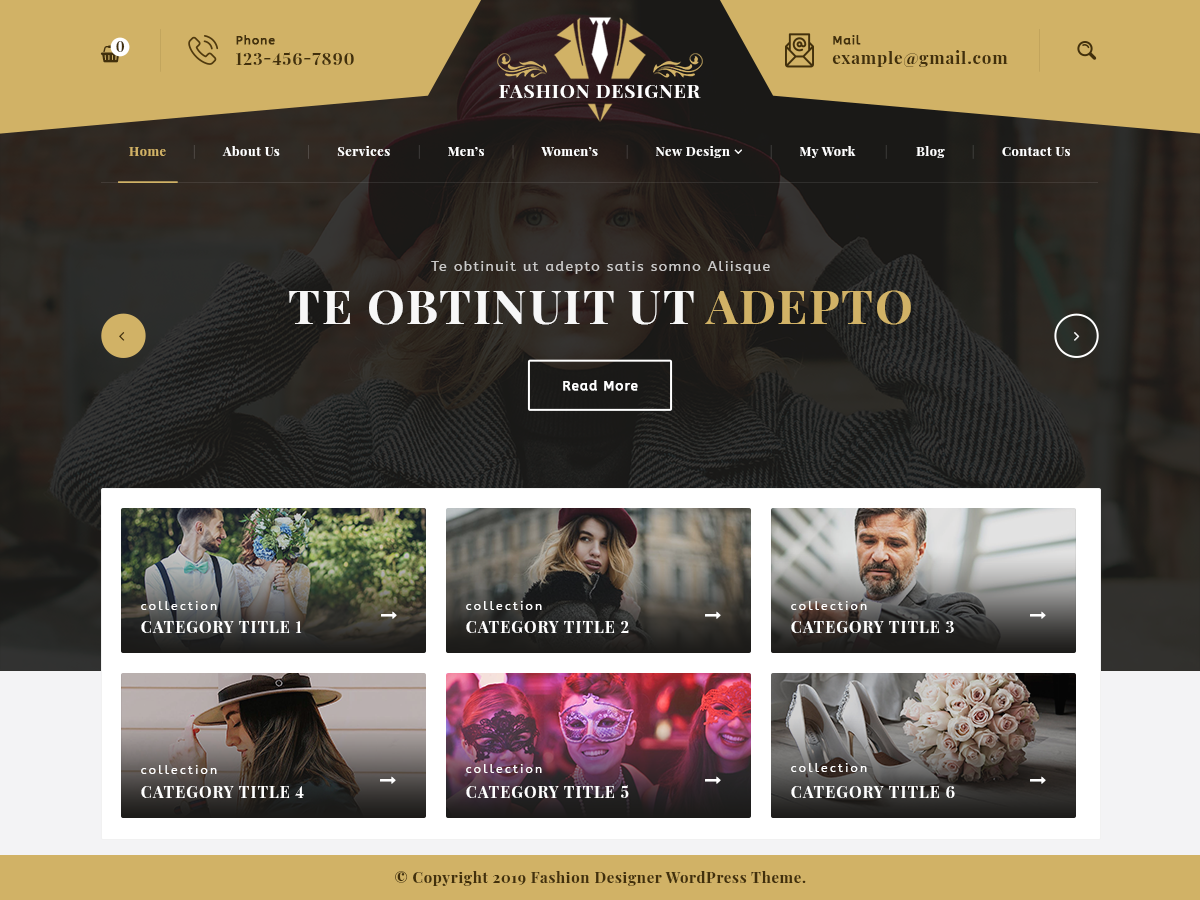 0
Phone
123-456-7890
FASHION DESIGNER
Mail
example@gmail.com
Home
About Us
Services
Men's
Women's
New Design
My Work
Blog
Contact Us
Te obtinuit ut adepto satis somno Aliisque
TE OBTINUIT UT ADEPTO
Read More
collection
CATEGORY TITLE 1
collection
CATEGORY TITLE 2
collection
CATEGORY TITLE 3
collection
CATEGORY TITLE 4
collection
CATEGORY TITLE 5
collection
CATEGORY TITLE 6
© Copyright 2019 Fashion Designer WordPress Theme.